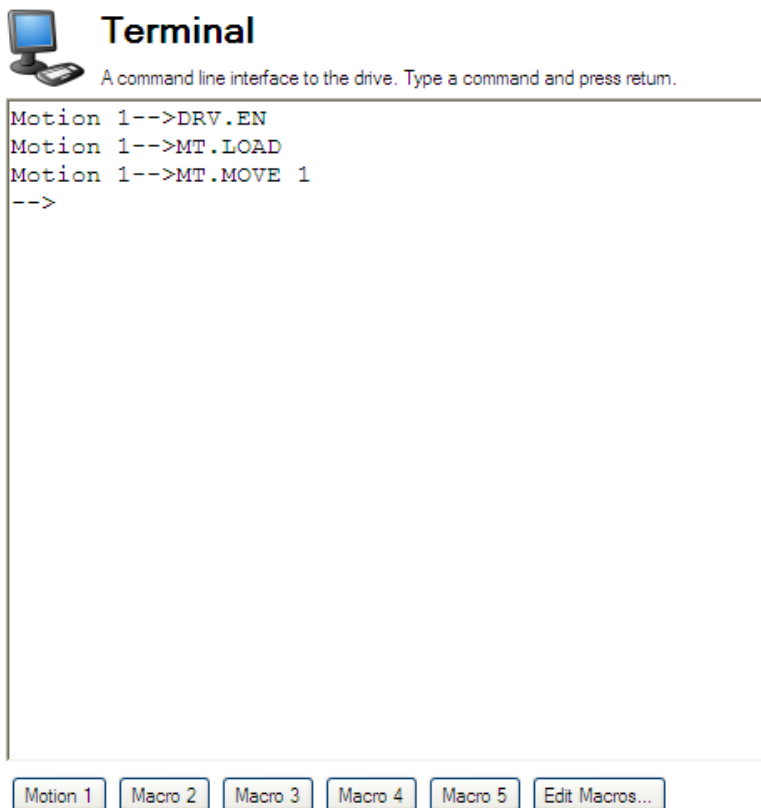 Terminal
A command line interface to the drive. Type a command and press return.
Motion 1-->DRV.EN
Motion 1-->MT.LOAD
Motion 1-->MT.MOVE 1
-->
Motion 1 Macro 2 Macro 3 Macro 4 Macro 5 Edit Macros...